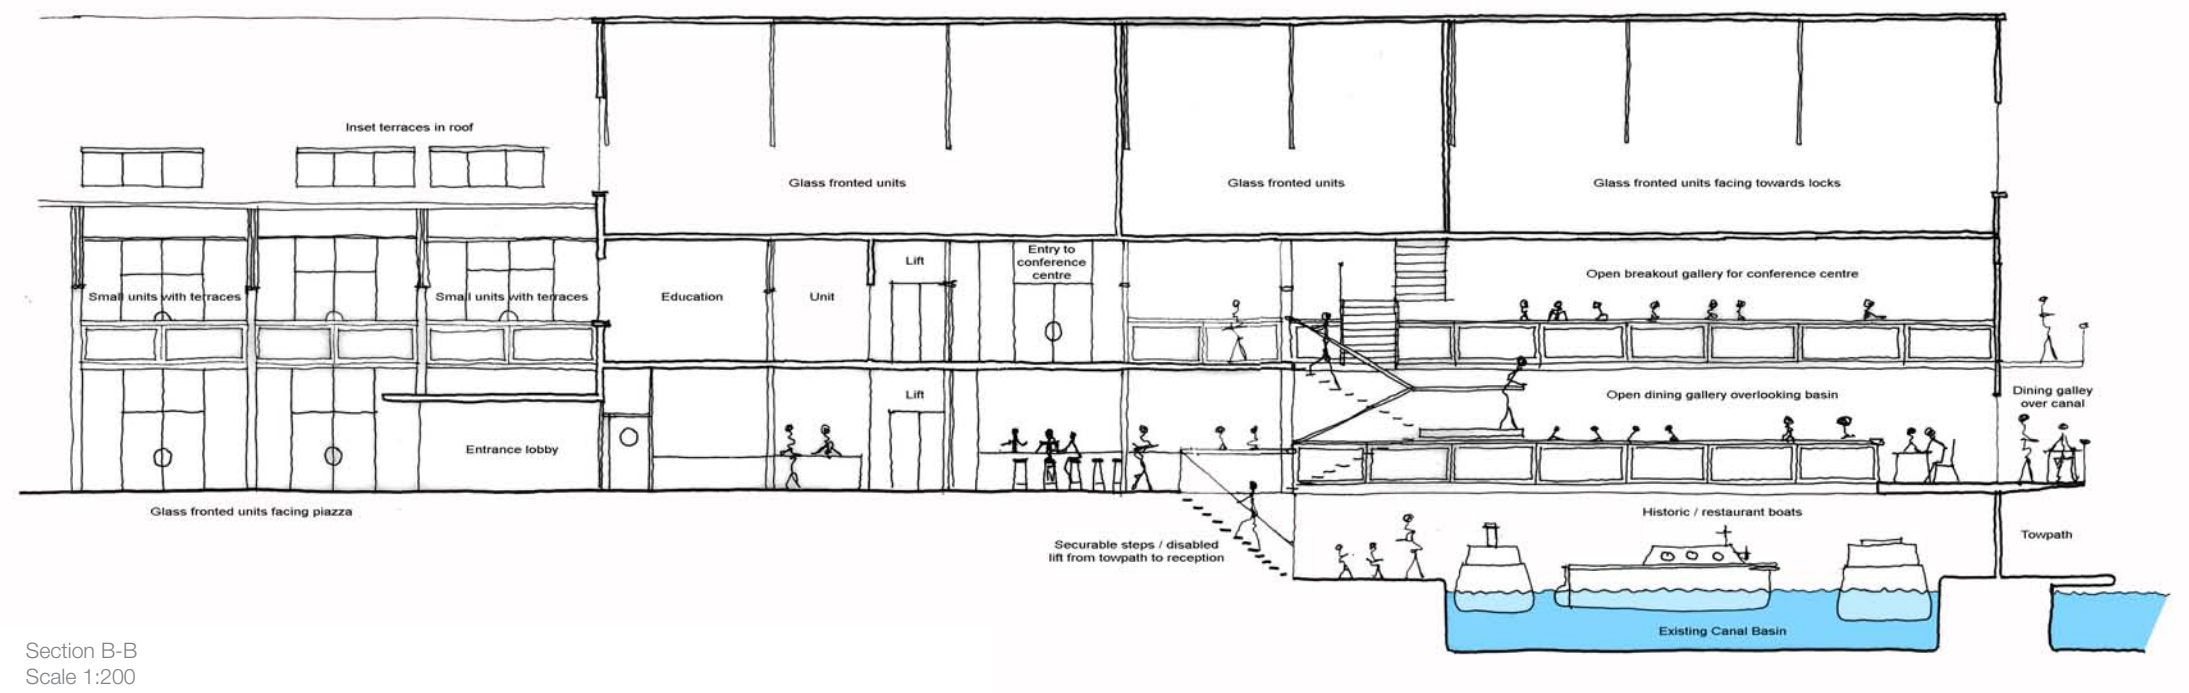 Inset terraces in roof
Glass fronted units
Glass fronted units
Glass fronted units facing towards locks
Entry to
conference
centre
Lift
Small units with terraces
Small units with terraces
Education
Unit
Open breakout gallery for conference centre
Lift
Open dining gallery overlooking basin
Dining galley
over canal
Entrance lobby
Glass fronted units facing piazza
Historic / restaurant boats
Securable steps / disabled
lift from towpath to reception
Towpath
Existing Canal Basin
Section B-B
Scale 1:200